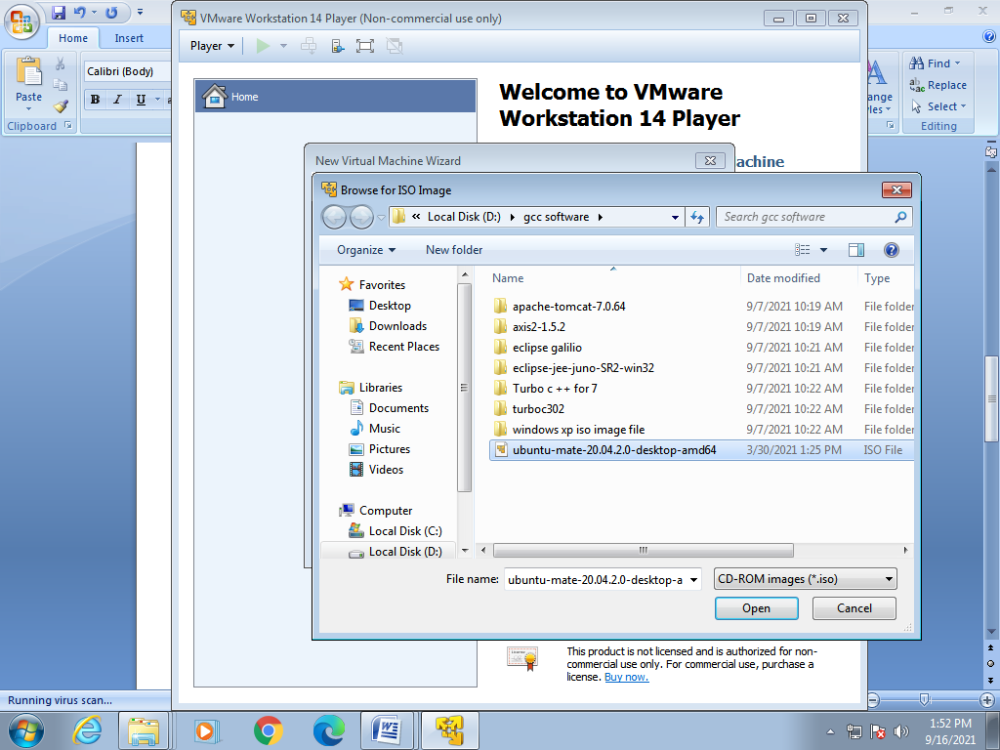 VMware Workstation 14 Player (Non-commercial use only)
Home
Insert
Player
Calibri (Body)
Find
Replace
Select
Paste
B I U
Clipboard
Editing
Home
Welcome to VMware
Workstation 14 Player
New Virtual Machine Wizard
achine
Browse for ISO Image
« Local Disk (D:) gcc software
Search gcc software
Organize
New folder
Favorites
Desktop
Downloads
Recent Places
Libraries
Documents
Music
Pictures
Videos
Computer
Local Disk (C:)
Local Disk (D:)
Name Date modified Type
apache-tomcat-7.0.64 9/7/2021 10:19 AM File folder
axis2-1.5.2 9/7/2021 10:19 AM File folder
eclipse galilio 9/7/2021 10:21 AM File folder
eclipse-jee-juno-SR2-win32 9/7/2021 10:21 AM File folder
Turbo c ++ for 7 9/7/2021 10:22 AM File folder
turboc302 9/7/2021 10:22 AM File folder
windows xp iso image file 9/7/2021 10:22 AM File folder
ubuntu-mate-20.04.2.0-desktop-amd64 3/30/2021 1:25 PM ISO File
File name: ubuntu-mate-20.04.2.0-desktop-a CD-ROM images (*.iso)
Open Cancel
This product is not licensed and is authorized for non-
commercial use only. For commercial use, purchase a
license. Buy now.
Running virus scan...
1:52 PM
9/16/2021